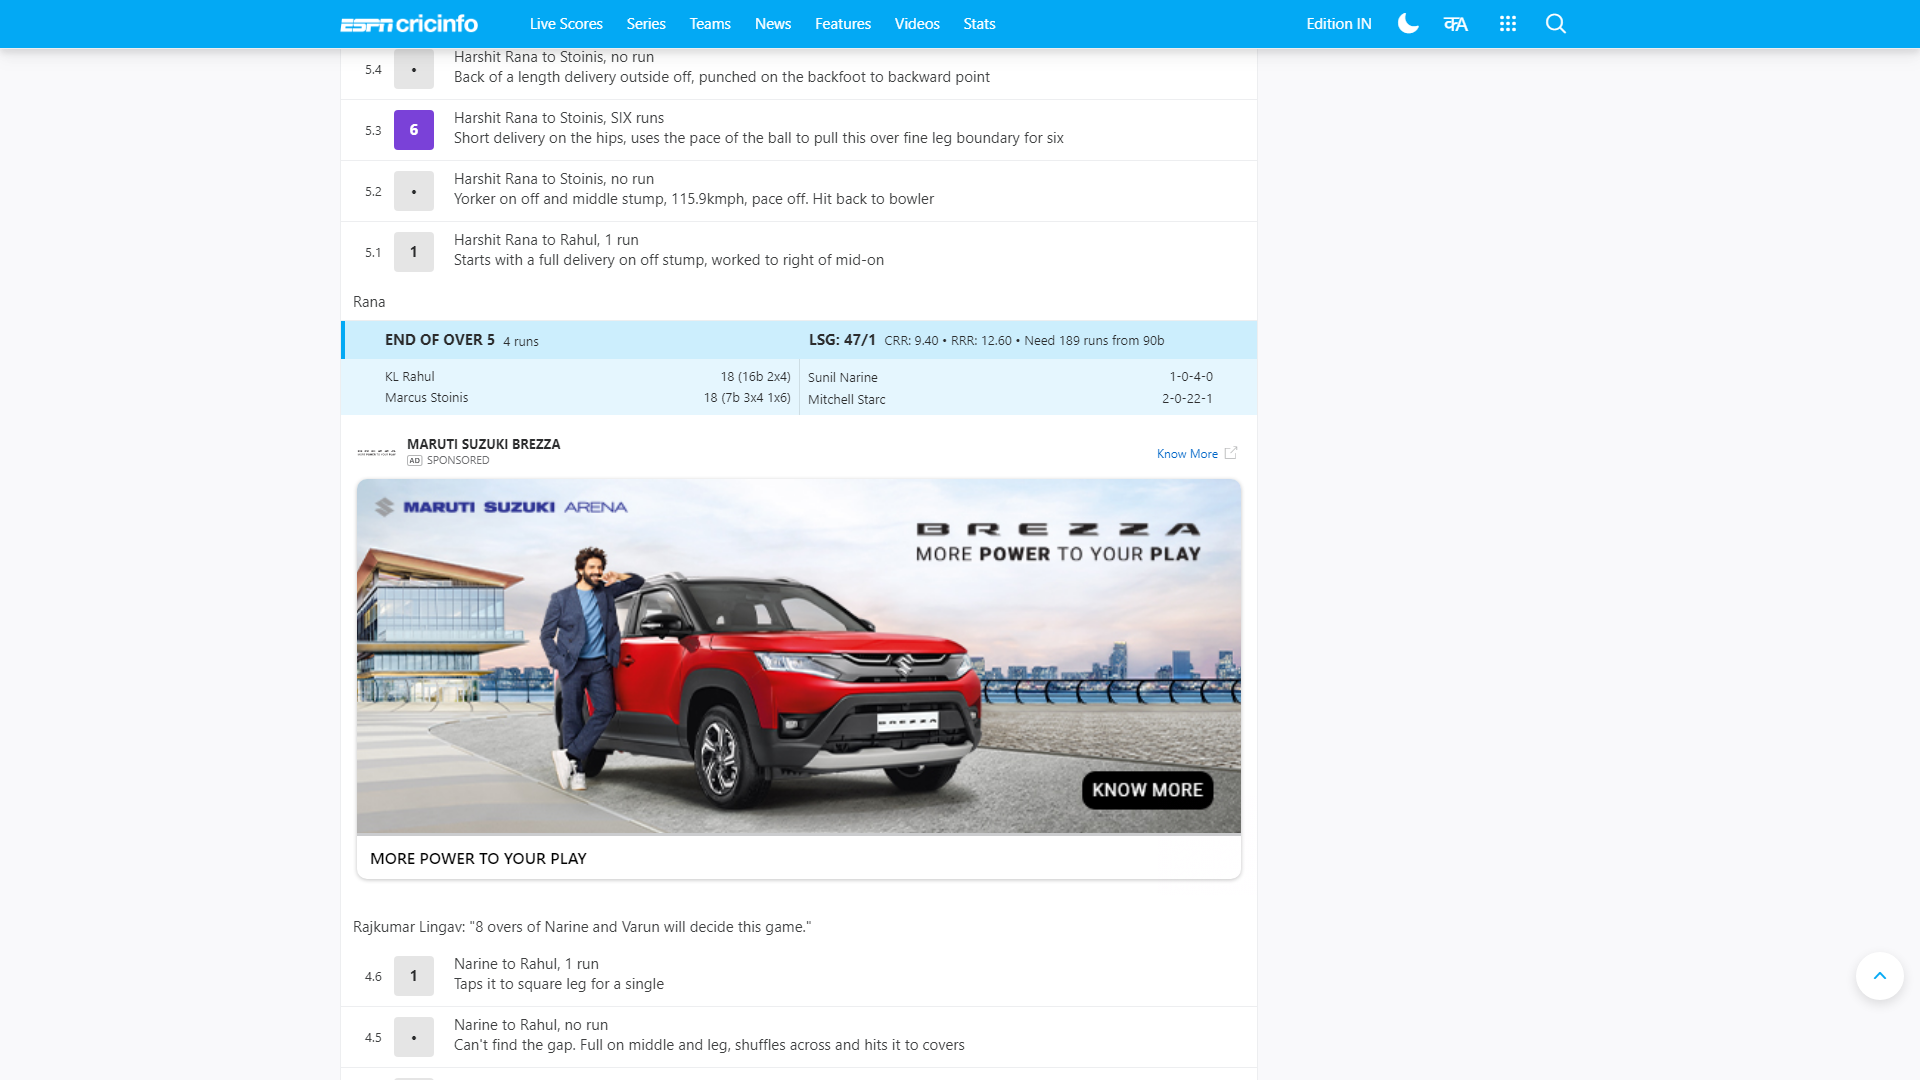 ESPN cricinfo Live Scores Series Teams News Features Videos Stats Edition IN कA
Harshit Rana to Stoinis, no run
5.4 •
Back of a length delivery outside off, punched on the backfoot to backward point
Harshit Rana to Stoinis, SIX runs
5.3 6
Short delivery on the hips, uses the pace of the ball to pull this over fine leg boundary for six
Harshit Rana to Stoinis, no run
5.2 •
Yorker on off and middle stump, 115.9kmph, pace off. Hit back to bowler
Harshit Rana to Rahul, 1 run
5.1 1
Starts with a full delivery on off stump, worked to right of mid-on
Rana
END OF OVER 5 4 runs LSG: 47/1 CRR: 9.40 • RRR: 12.60 • Need 189 runs from 90b
KL Rahul 18 (16b 2x4) Sunil Narine 1-0-4-0
Marcus Stoinis 18 (7b 3x4 1x6) Mitchell Starc 2-0-22-1
BREZZA
MORE POWER TO YOUR PLAY
MARUTI SUZUKI BREZZA
AD SPONSORED
Know More
MARUTI SUZUKI ARENA
BREZZA
MORE POWER TO YOUR PLAY
BREZZA
KNOW MORE
MORE POWER TO YOUR PLAY
Rajkumar Lingav: "8 overs of Narine and Varun will decide this game."
Narine to Rahul, 1 run
4.6 1
Taps it to square leg for a single
Narine to Rahul, no run
4.5 •
Can't find the gap. Full on middle and leg, shuffles across and hits it to covers